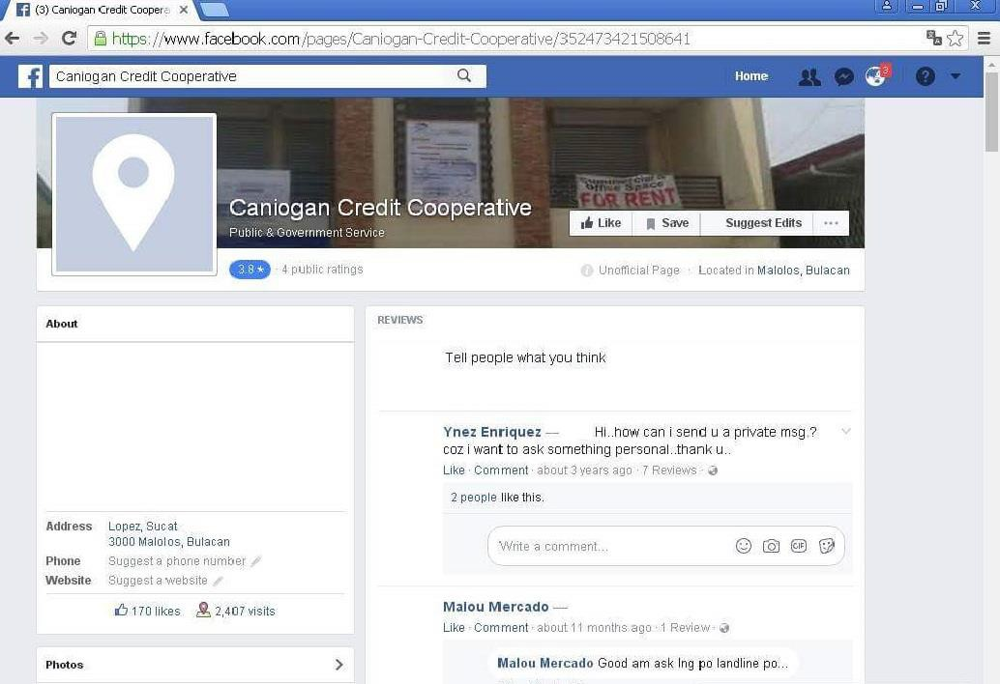 (3) Caniogan Credit Coopera
https://www.facebook.com/pages/Caniogan-Credit-Cooperative/352473421508641
Caniogan Credit Cooperative
Home
3
Commercial &
Office Space
FOR RENT
Caniogan Credit Cooperative
Public & Government Service
Like Save Suggest Edits ...
3.8 ★ · 4 public ratings
Unofficial Page · Located in Malolos, Bulacan
About
Address Lopez, Sucat
3000 Malolos, Bulacan
Phone Suggest a phone number
Website Suggest a website
170 likes 2,407 visits
Photos
REVIEWS
Tell people what you think
Ynez Enriquez — Hi..how can i send u a private msg.?
coz i want to ask something personal..thank u..
Like · Comment · about 3 years ago · 7 Reviews ·
2 people like this.
Write a comment...
GIF
Malou Mercado —
Like · Comment · about 11 months ago · 1 Review ·
Malou Mercado Good am ask lng po landline po...